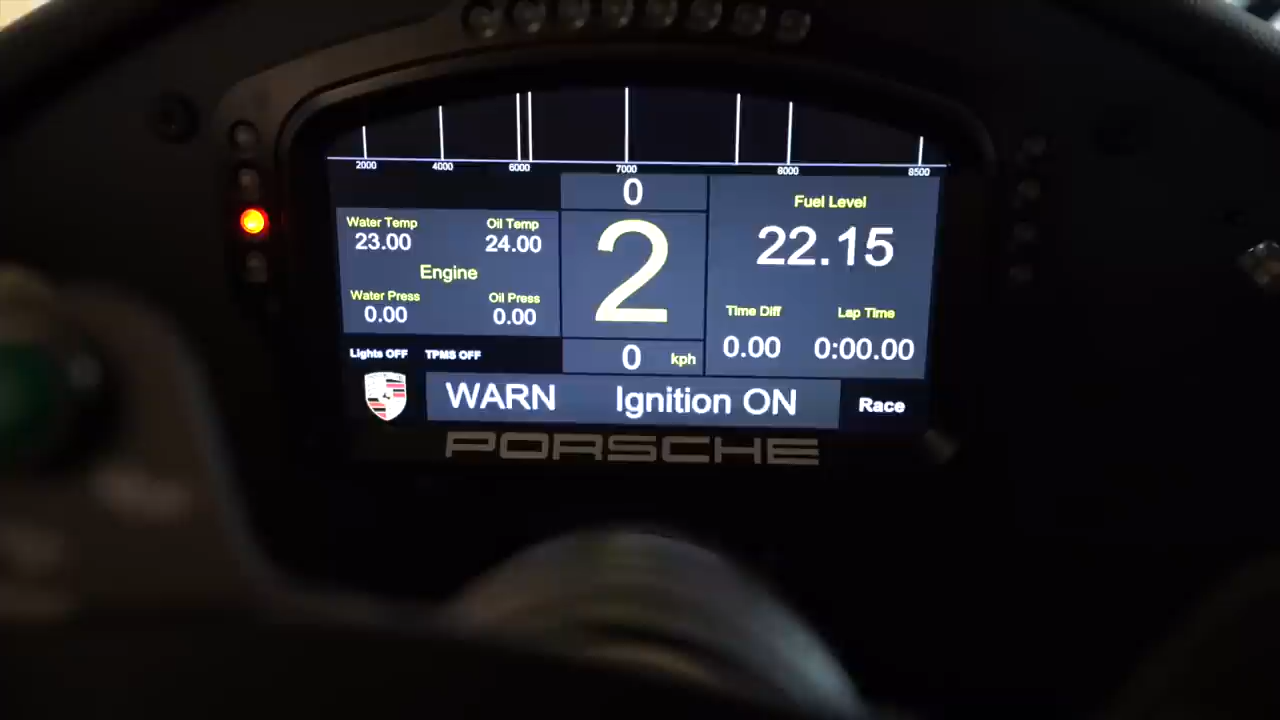 2000 4000 6000 7000 8000 8500
0
Fuel Level
22.15
Water Temp Oil Temp
23.00 24.00
2
Engine
Water Press Oil Press
0.00 0.00
Time Diff Lap Time
0.00 0:00.00
Lights OFF TPMS OFF
0 kph
WARN Ignition ON
Race
PORSCHE